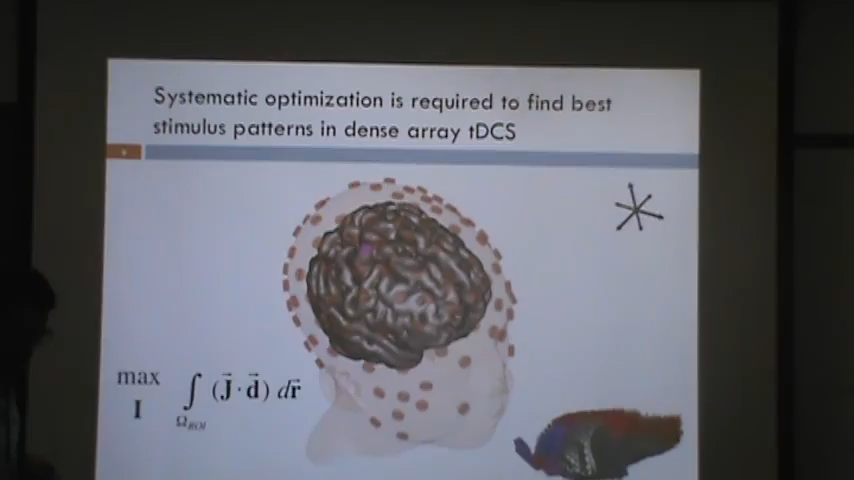 Systematic optimization is required to find best
stimulus patterns in dense array tDCS
max ∫ (J⃗ · d⃗) dr⃗
I Ω_ROI